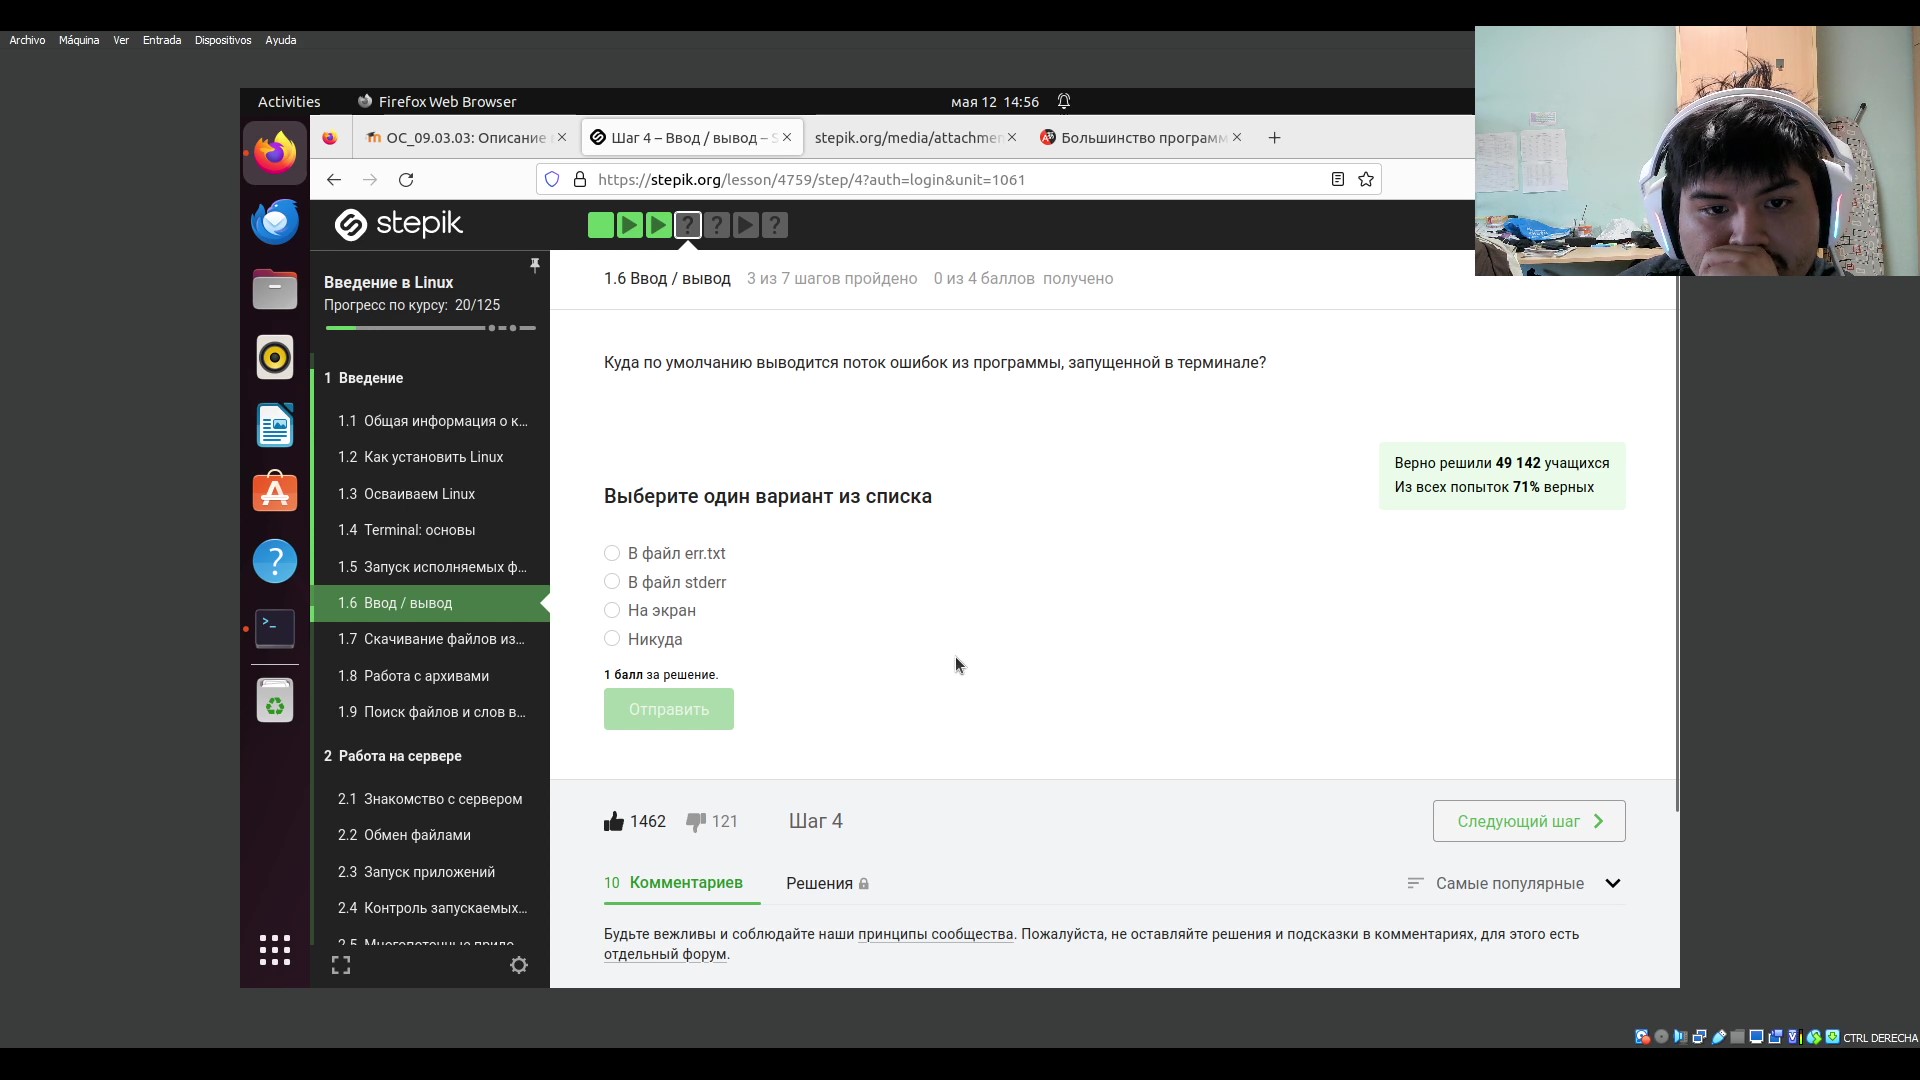 Archivo Máquina Ver Entrada Dispositivos Ayuda
Activities Firefox Web Browser мая 12 14:56
ОС_09.03.03: Описание Шаг 4 – Ввод / вывод – S stepik.org/media/attachmen Большинство программ
https://stepik.org/lesson/4759/step/4?auth=login&unit=1061
stepik ? ? ?
Введение в Linux
Прогресс по курсу: 20/125
1 Введение
1.1 Общая информация о к...
1.2 Как установить Linux
1.3 Осваиваем Linux
1.4 Terminal: основы
1.5 Запуск исполняемых ф...
1.6 Ввод / вывод
1.7 Скачивание файлов из...
1.8 Работа с архивами
1.9 Поиск файлов и слов в...
2 Работа на сервере
2.1 Знакомство с сервером
2.2 Обмен файлами
2.3 Запуск приложений
2.4 Контроль запускаемых...
2.5 Многопоточные прило...
1.6 Ввод / вывод 3 из 7 шагов пройдено 0 из 4 баллов получено
Куда по умолчанию выводится поток ошибок из программы, запущенной в терминале?
Верно решили 49 142 учащихся
Из всех попыток 71% верных
Выберите один вариант из списка
В файл err.txt
В файл stderr
На экран
Никуда
1 балл за решение.
Отправить
1462 121 Шаг 4 Следующий шаг
10 Комментариев Решения Самые популярные
Будьте вежливы и соблюдайте наши принципы сообщества. Пожалуйста, не оставляйте решения и подсказки в комментариях, для этого есть
отдельный форум.
CTRL DERECHA